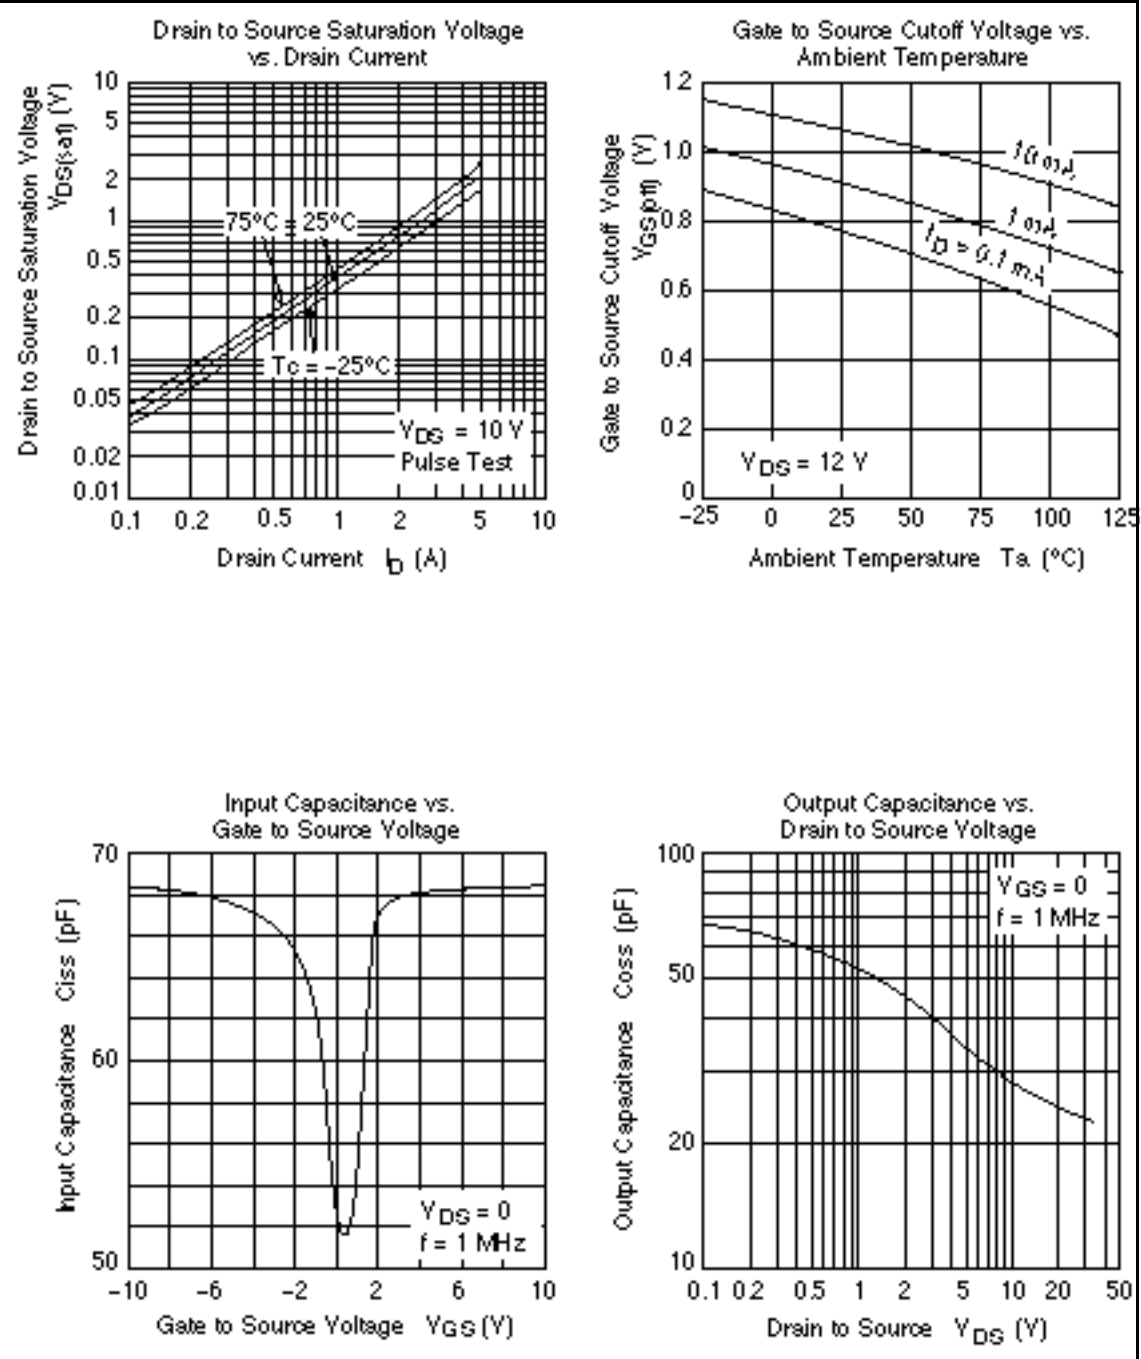 Drain to Source Saturation Voltage
vs. Drain Current
Drain to Source Saturation Voltage
VDS(sat) (V)
10
5
2
1
0.5
0.2
0.1
0.05
0.02
0.01
75°C
25°C
Tc = –25°C
VDS = 10 V
Pulse Test
0.1 0.2 0.5 1 2 5 10
Drain Current ID (A)
Gate to Source Cutoff Voltage vs.
Ambient Temperature
Gate to Source Cutoff Voltage
VGS(off) (V)
1.2
1.0
0.8
0.6
0.4
0.2
0
1 mA
ID = 0.1 mA
VDS = 12 V
–25 0 25 50 75 100 125
Ambient Temperature Ta (°C)
Input Capacitance vs.
Gate to Source Voltage
Input Capacitance Ciss (pF)
70
60
50
VDS = 0
f = 1 MHz
–10 –6 –2 2 6 10
Gate to Source Voltage VGS (V)
Output Capacitance vs.
Drain to Source Voltage
Output Capacitance Coss (pF)
100
50
20
10
VGS = 0
f = 1 MHz
0.1 0.2 0.5 1 2 5 10 20 50
Drain to Source VDS (V)